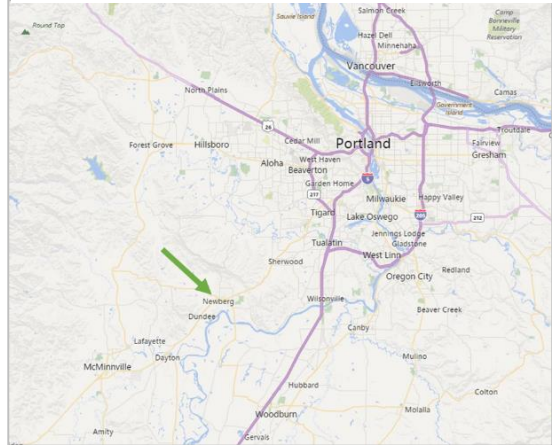 Round Top
Sauvie Island
Salmon Creek
Camp
Bonneville
Military
Reservation
Hazel Dell
Minnehaha
Vancouver
Ellsworth
Camas
North Plains
Government
Island
26
Troutdale
Forest Grove
Hillsboro
Cedar Mill
Portland
Fairview
Gresham
Aloha
West Haven
Beaverton
5
Garden Home
217
Milwaukie
Happy Valley
Tigard
Lake Oswego
205
212
Jennings Lodge
Gladstone
Tualatin
West Linn
Sherwood
Oregon City
Redland
Newberg
Wilsonville
Dundee
Beaver Creek
Canby
Lafayette
Dayton
Mulino
McMinnville
Hubbard
Colton
Woodburn
Molalla
Amity
Gervais